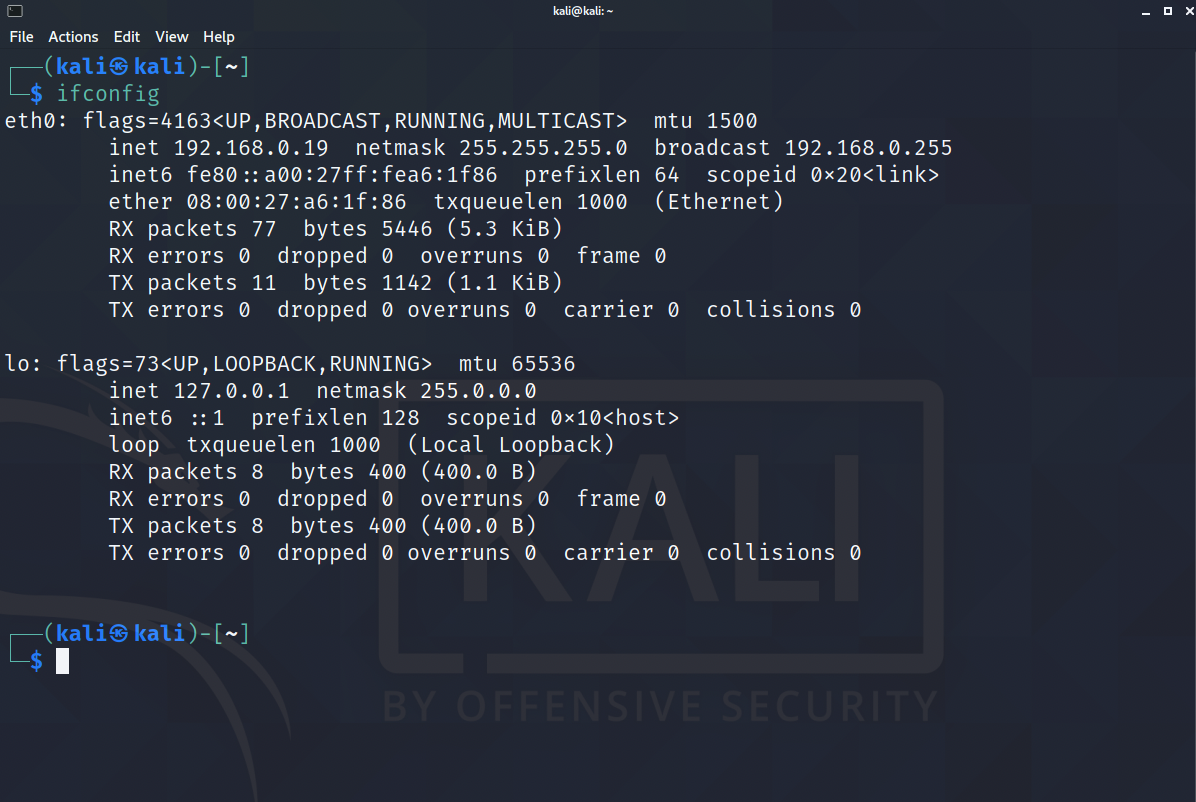 kali@kali: ~
File Actions Edit View Help
┌──(kali㉿kali)-[~]
└─$ ifconfig
eth0: flags=4163<UP,BROADCAST,RUNNING,MULTICAST>  mtu 1500
        inet 192.168.0.19  netmask 255.255.255.0  broadcast 192.168.0.255
        inet6 fe80::a00:27ff:fea6:1f86  prefixlen 64  scopeid 0x20<link>
        ether 08:00:27:a6:1f:86  txqueuelen 1000  (Ethernet)
        RX packets 77  bytes 5446 (5.3 KiB)
        RX errors 0  dropped 0  overruns 0  frame 0
        TX packets 11  bytes 1142 (1.1 KiB)
        TX errors 0  dropped 0 overruns 0  carrier 0  collisions 0

lo: flags=73<UP,LOOPBACK,RUNNING>  mtu 65536
        inet 127.0.0.1  netmask 255.0.0.0
        inet6 ::1  prefixlen 128  scopeid 0x10<host>
        loop  txqueuelen 1000  (Local Loopback)
        RX packets 8  bytes 400 (400.0 B)
        RX errors 0  dropped 0  overruns 0  frame 0
        TX packets 8  bytes 400 (400.0 B)
        TX errors 0  dropped 0 overruns 0  carrier 0  collisions 0

┌──(kali㉿kali)-[~]
└─$
KALI
BY OFFENSIVE SECURITY